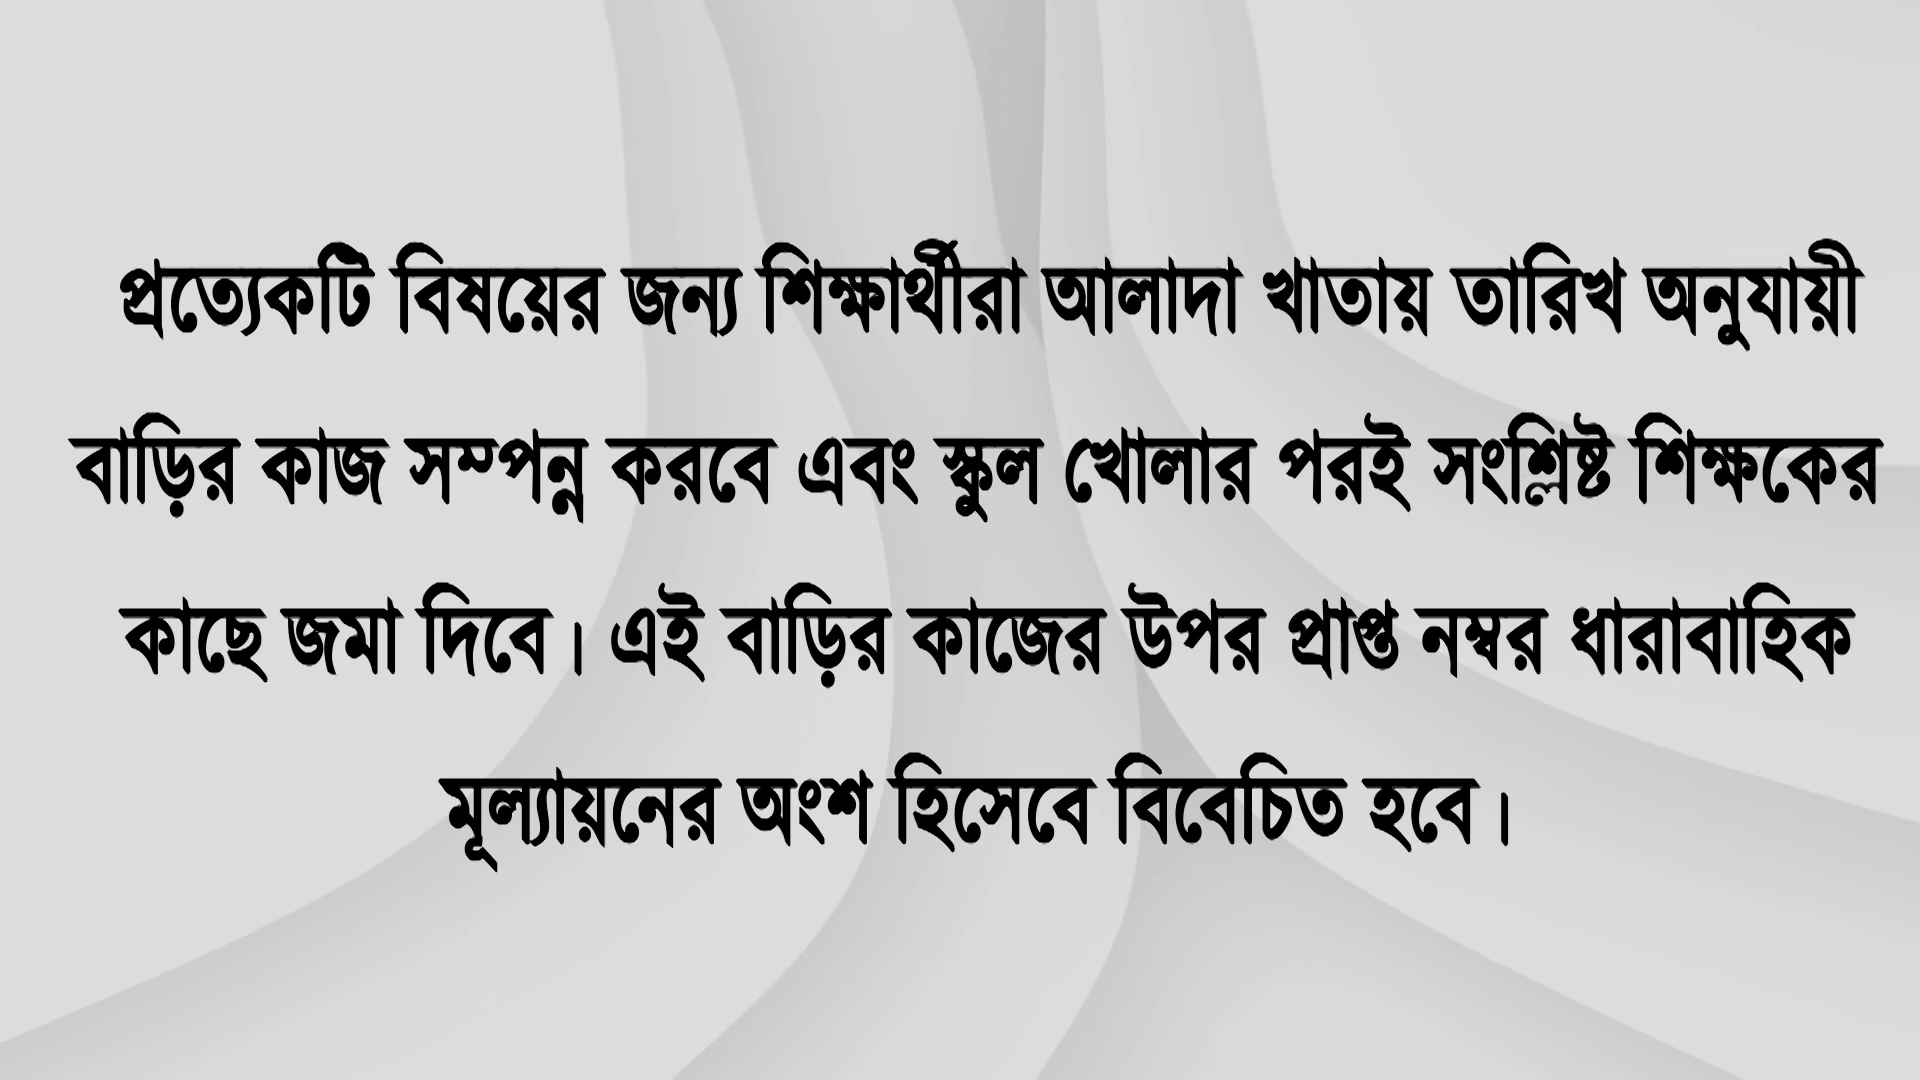 প্রত্যেকটি বিষয়ের জন্য শিক্ষার্থীরা আলাদা খাতায় তারিখ অনুযায়ী
বাড়ির কাজ সম্পন্ন করবে এবং স্কুল খোলার পরই সংশ্লিষ্ট শিক্ষকের
কাছে জমা দিবে। এই বাড়ির কাজের উপর প্রাপ্ত নম্বর ধারাবাহিক
মূল্যায়নের অংশ হিসেবে বিবেচিত হবে।